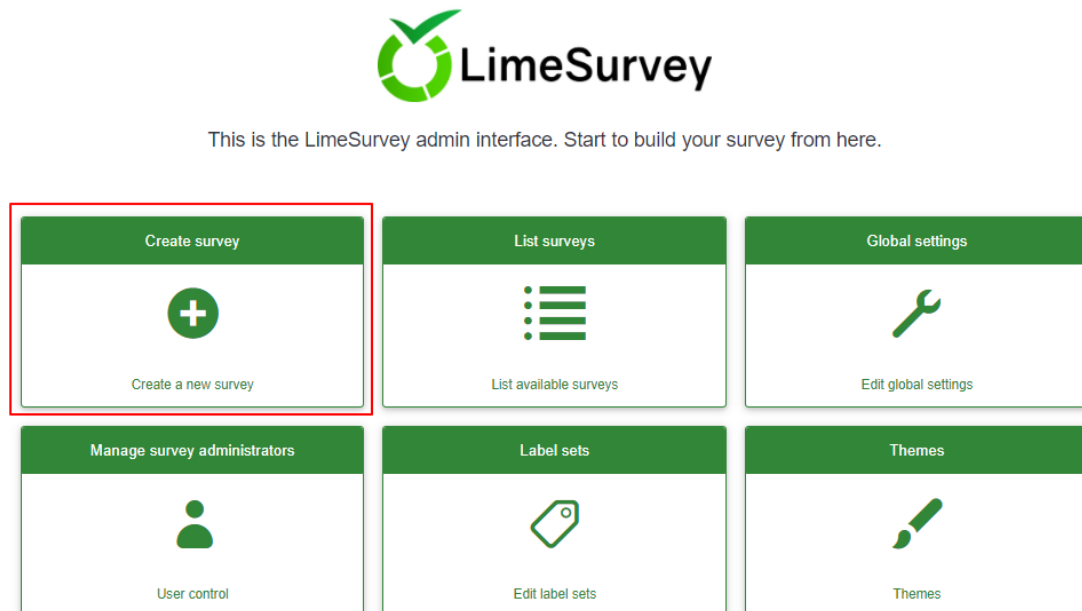 LimeSurvey
This is the LimeSurvey admin interface. Start to build your survey from here.
Create survey
List surveys
Global settings
Create a new survey
List available surveys
Edit global settings
Manage survey administrators
Label sets
Themes
User control
Edit label sets
Themes